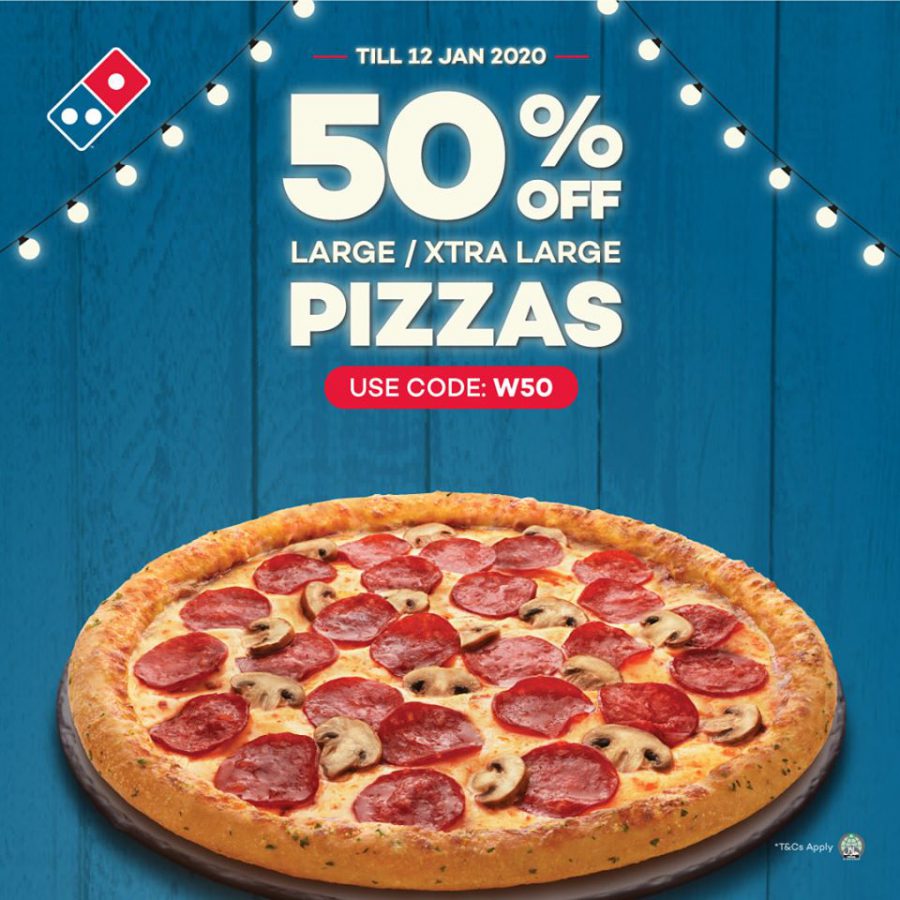 TILL 12 JAN 2020
50%
OFF
LARGE / XTRA LARGE
PIZZAS
USE CODE: W50
*T&Cs Apply